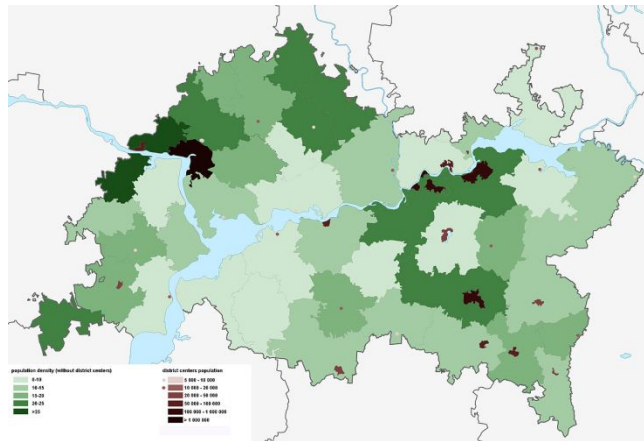 population density (without district centers)
0-10
10-15
15-20
20-25
>25
district centers population
5 000 - 10 000
10 000 - 20 000
20 000 - 50 000
50 000 - 100 000
100 000 - 1 000 000
> 1 000 000